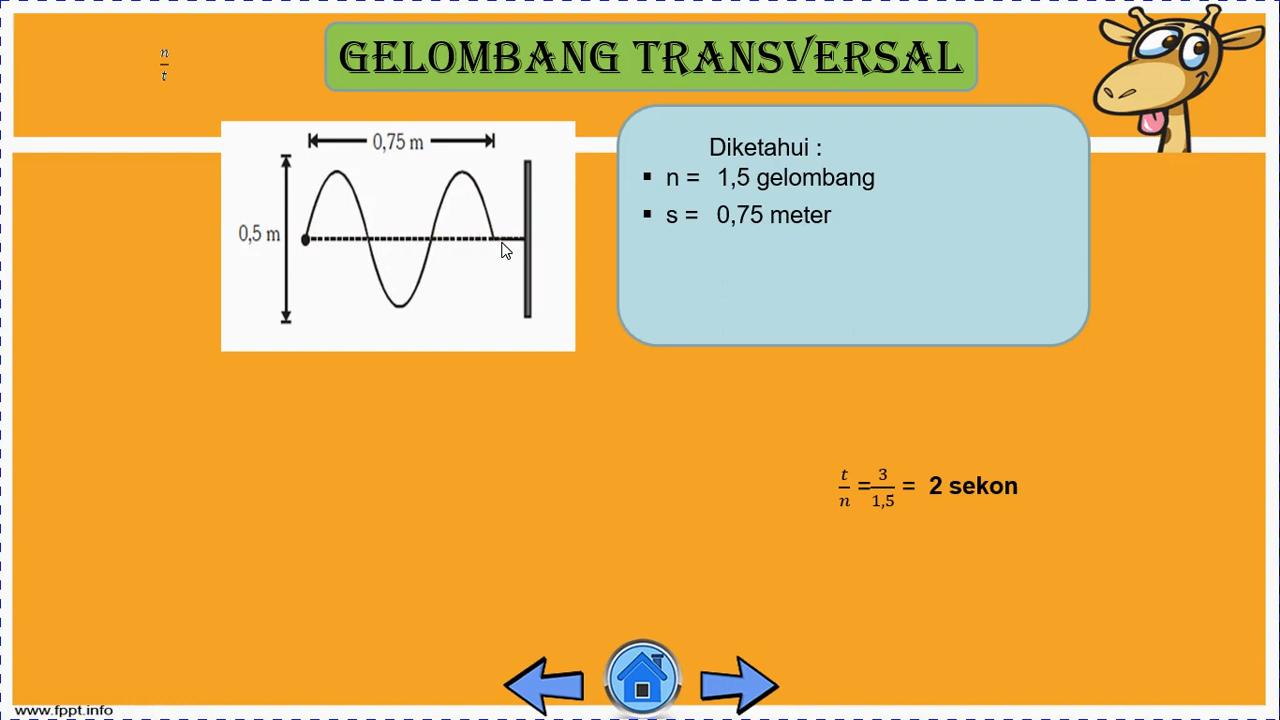 n/t
GELOMBANG TRANSVERSAL
0,75 m
0,5 m
Diketahui :
▪ n = 1,5 gelombang
▪ s = 0,75 meter
t/n = 3/1,5 = 2 sekon
www.fppt.info